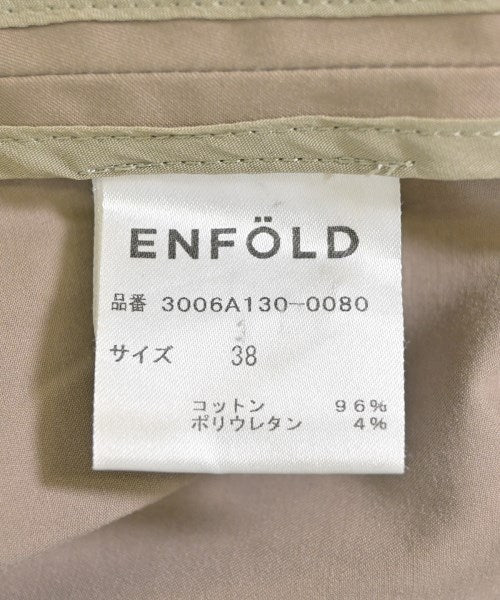 ENFÖLD
品番 3006A130-0080
サイズ 38
コットン 96%
ポリウレタン 4%